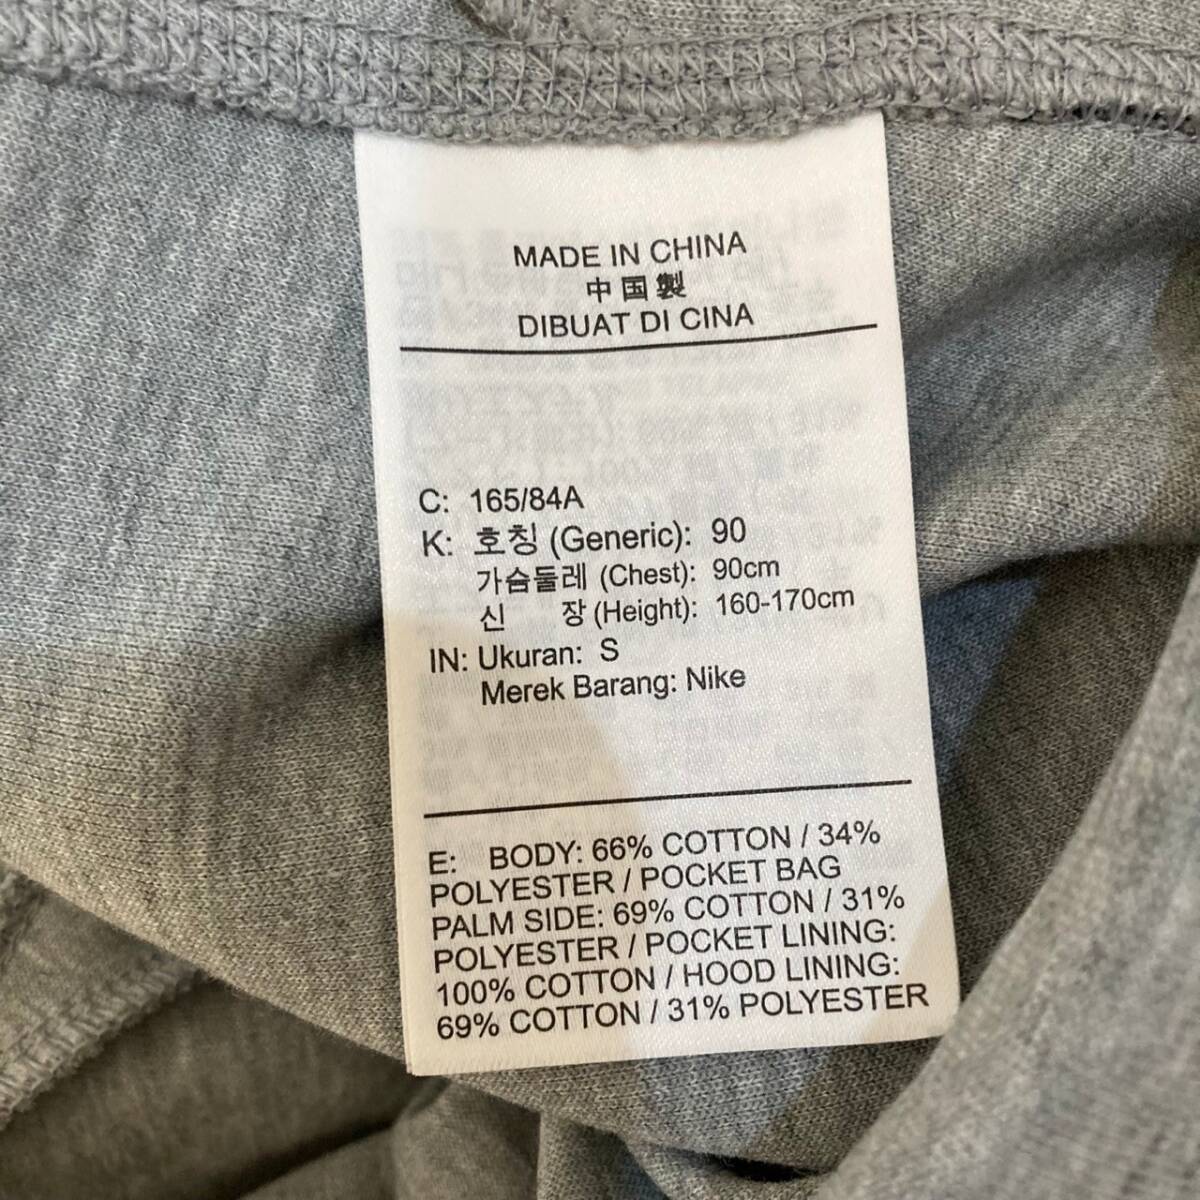 MADE IN CHINA
中国製
DIBUAT DI CINA
C: 165/84A
K: 호칭 (Generic): 90
가슴둘레 (Chest): 90cm
신 장 (Height): 160-170cm
IN: Ukuran: S
Merek Barang: Nike
E: BODY: 66% COTTON / 34%
POLYESTER / POCKET BAG
PALM SIDE: 69% COTTON / 31%
POLYESTER / POCKET LINING:
100% COTTON / HOOD LINING:
69% COTTON / 31% POLYESTER